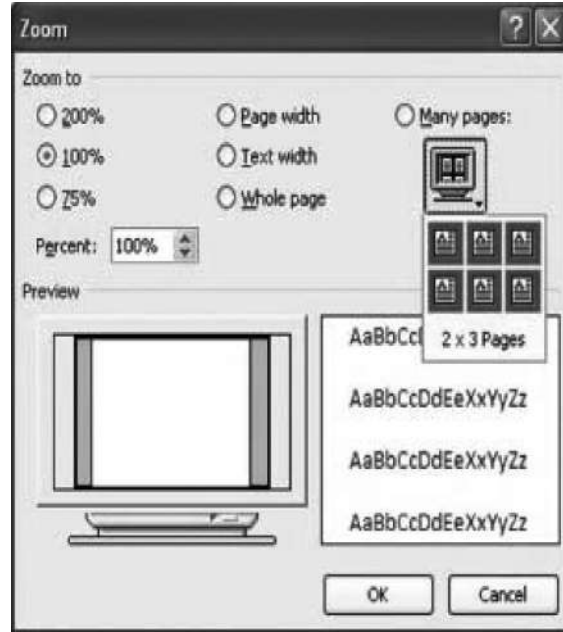 Zoom
Zoom to
200% Page width Many pages:
100% Text width
75% Whole page
Percent: 100%
Preview
2 x 3 Pages
AaBbCcDdEeXxYyZz
AaBbCcDdEeXxYyZz
AaBbCcDdEeXxYyZz
OK Cancel